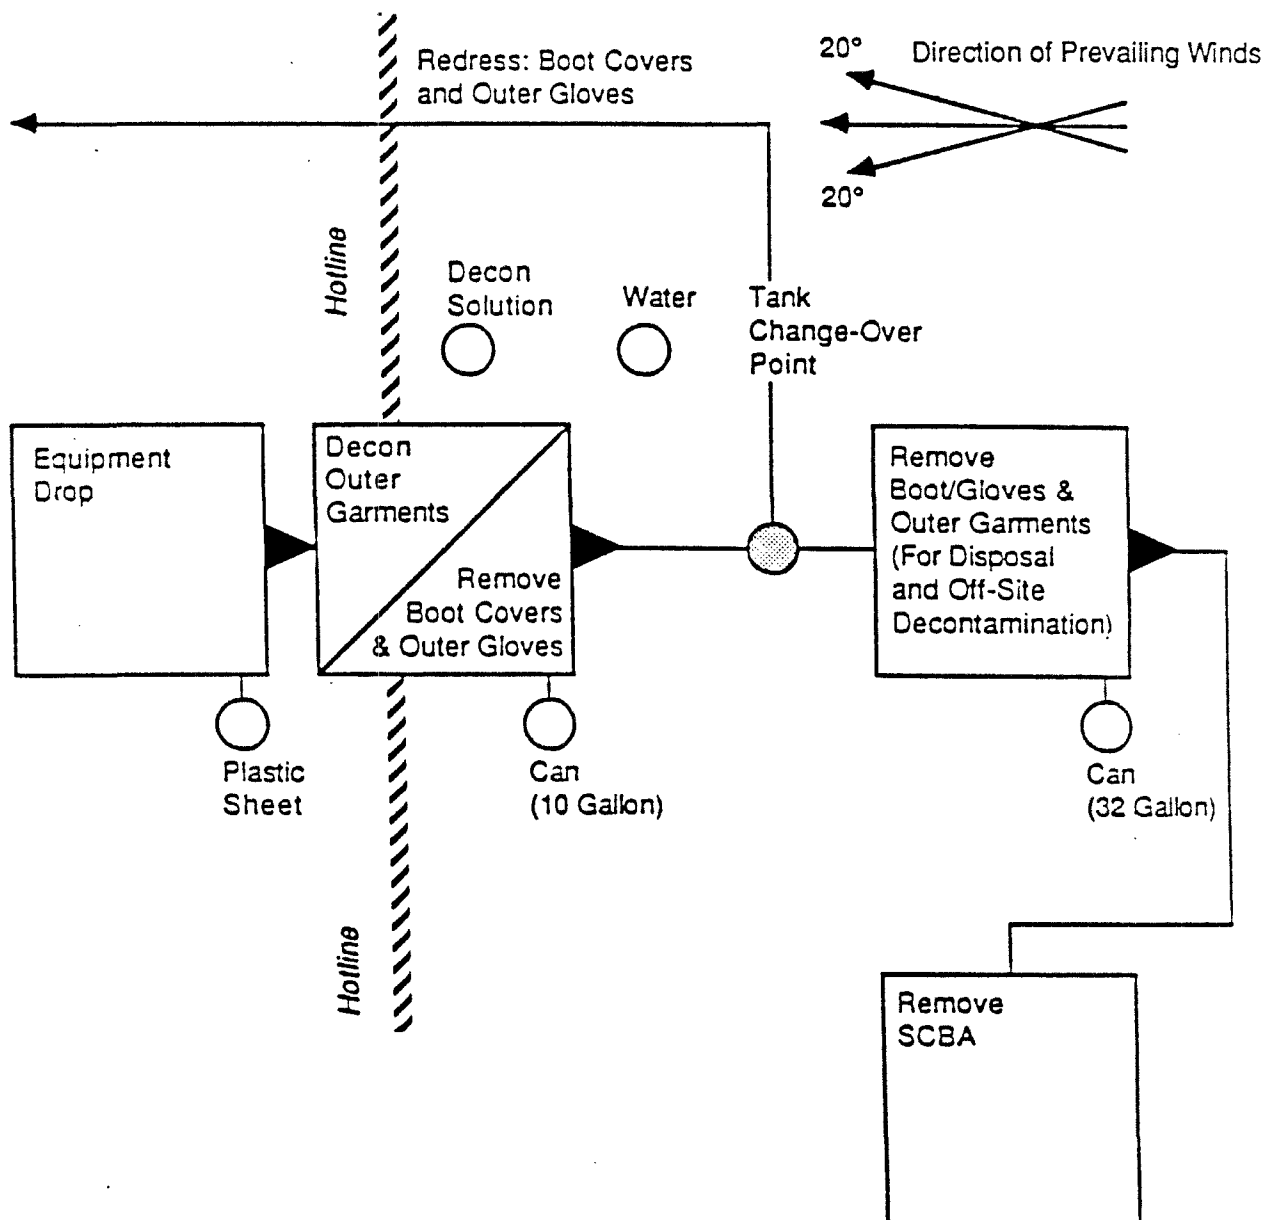 Redress: Boot Covers
and Outer Gloves
20°
Direction of Prevailing Winds
20°
Hotline
Decon
Solution
Water
Tank
Change-Over
Point
Equipment
Drop
Decon
Outer
Garments
Remove
Boot Covers
& Outer Gloves
Remove
Boot/Gloves &
Outer Garments
(For Disposal
and Off-Site
Decontamination)
Plastic
Sheet
Can
(10 Gallon)
Can
(32 Gallon)
Hotline
Remove
SCBA